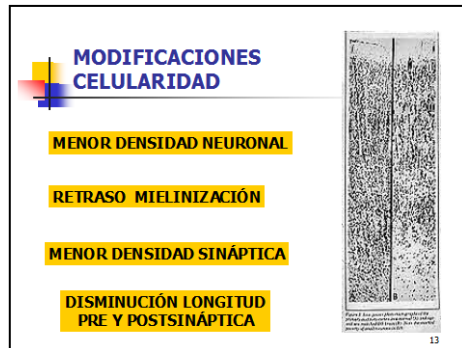 MODIFICACIONES
CELULARIDAD
MENOR DENSIDAD NEURONAL
RETRASO MIELINIZACIÓN
MENOR DENSIDAD SINÁPTICA
DISMINUCIÓN LONGITUD
PRE Y POSTSINÁPTICA
B
13